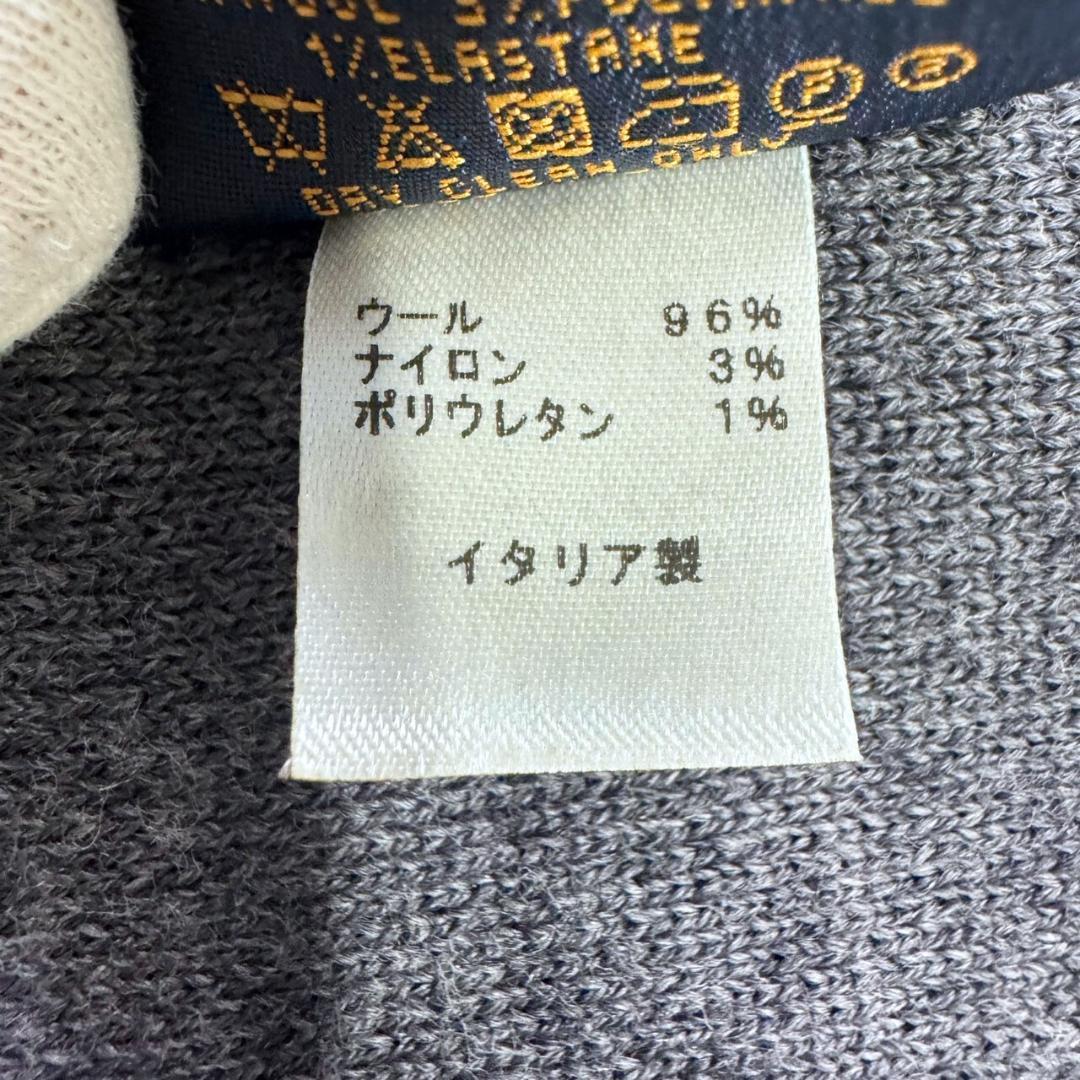 1%ELASTANE
P
DRY CLEAN ONLY
ウール 96%
ナイロン 3%
ポリウレタン 1%
イタリア製